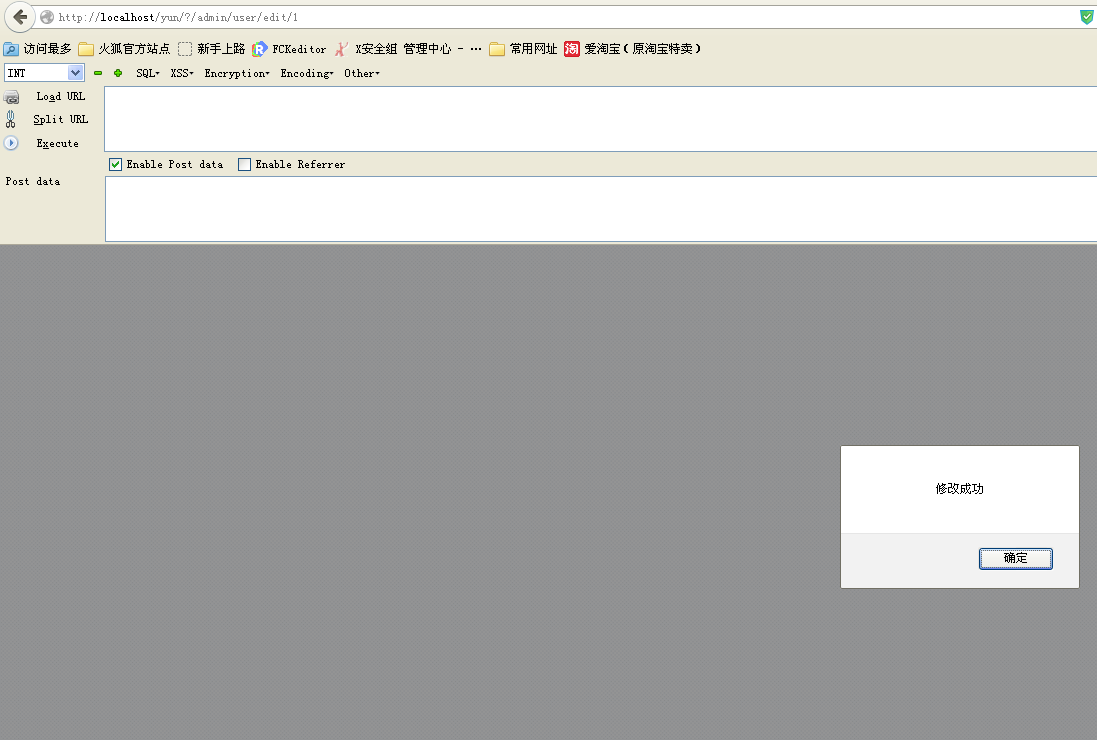 http://localhost/yun/?/admin/user/edit/1
访问最多 火狐官方站点 新手上路 FCKeditor X安全组 管理中心 - ... 常用网址 淘 爱淘宝(原淘宝特卖)
INT SQL XSS Encryption Encoding Other
Load URL
Split URL
Execute
Enable Post data Enable Referrer
Post data
修改成功
确定